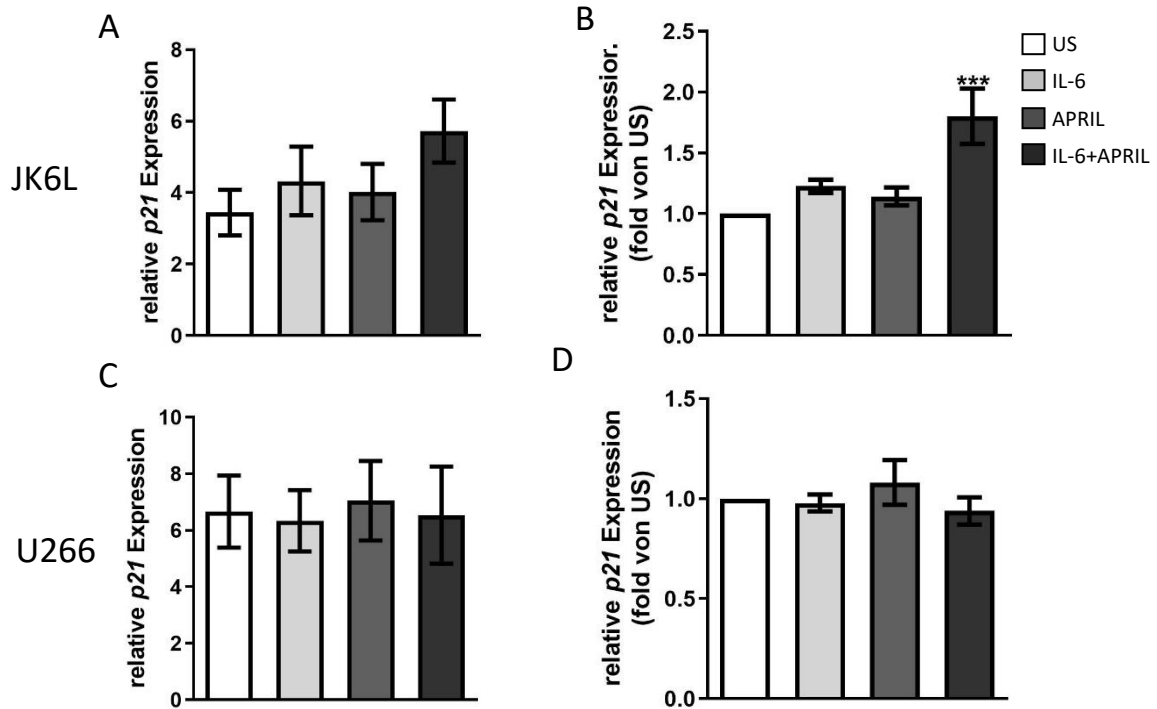 A
relative p21 Expression
8
6
4
2
0
B
relative p21 Expressior.
(fold von US)
2.5
2.0
1.5
1.0
0.5
0.0
***
US
IL-6
APRIL
IL-6+APRIL
JK6L
C
relative p21 Expression
10
8
6
4
2
0
D
relative p21 Expression
(fold von US)
1.5
1.0
0.5
0.0
U266